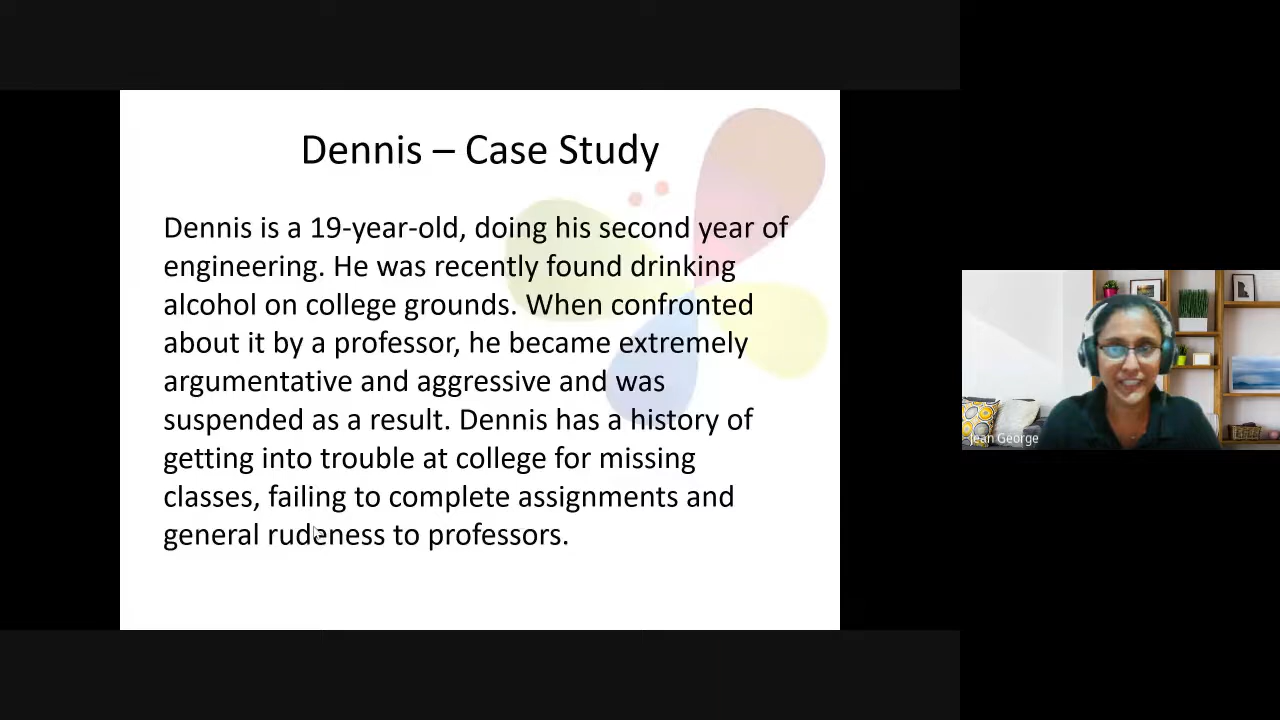 Dennis – Case Study
Dennis is a 19-year-old, doing his second year of
engineering. He was recently found drinking
alcohol on college grounds. When confronted
about it by a professor, he became extremely
argumentative and aggressive and was
suspended as a result. Dennis has a history of
getting into trouble at college for missing
classes, failing to complete assignments and
general rudeness to professors.
Jean George